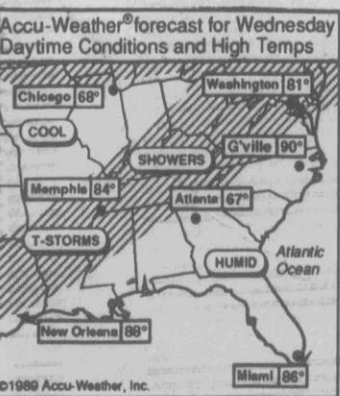 Accu-Weather® forecast for Wednesday
Daytime Conditions and High Temps
Chicago 68°
Washington 81°
COOL
SHOWERS
G'ville 90°
Memphis 84°
Atlanta 67°
T-STORMS
HUMID
Atlantic
Ocean
New Orleans 88°
Miami 86°
©1989 Accu-Weather, Inc.